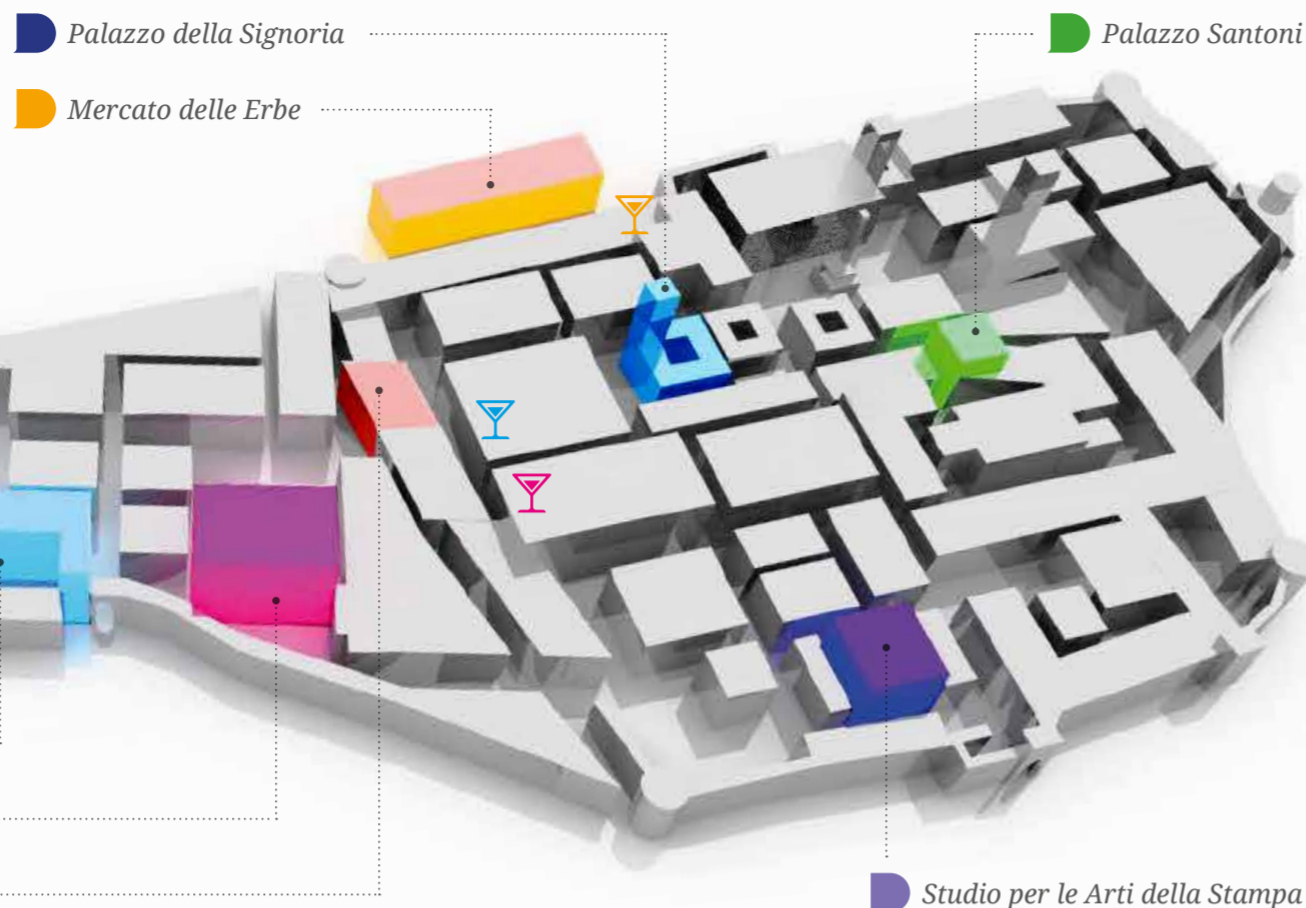 Palazzo della Signoria
Palazzo Santoni
Mercato delle Erbe
Studio per le Arti della Stampa